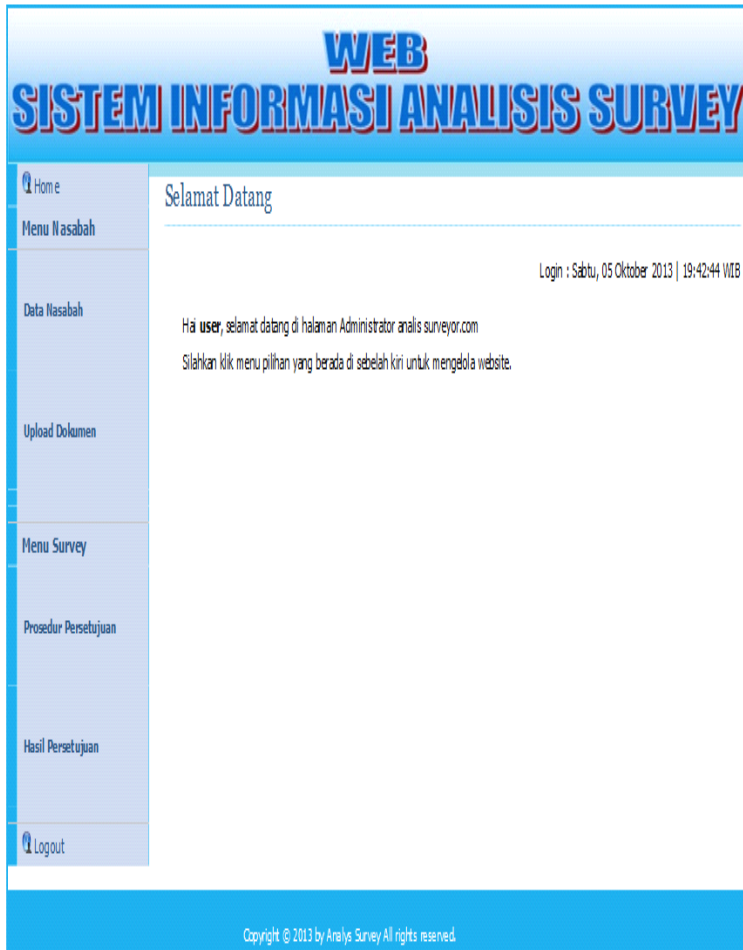 WEB
SISTEM INFORMASI ANALISIS SURVEY
Home
Menu Nasabah
Data Nasabah
Upload Dokumen
Menu Survey
Prosedur Persetujuan
Hasil Persetujuan
Logout
Selamat Datang
Login : Sabtu, 05 Oktober 2013 | 19:42:44 WIB
Hai user, selamat datang di halaman Administrator analis surveyor.com
Silahkan klik menu pilihan yang berada di sebelah kiri untuk mengelola website.
Copyright © 2013 by Analys Survey All rights reserved.